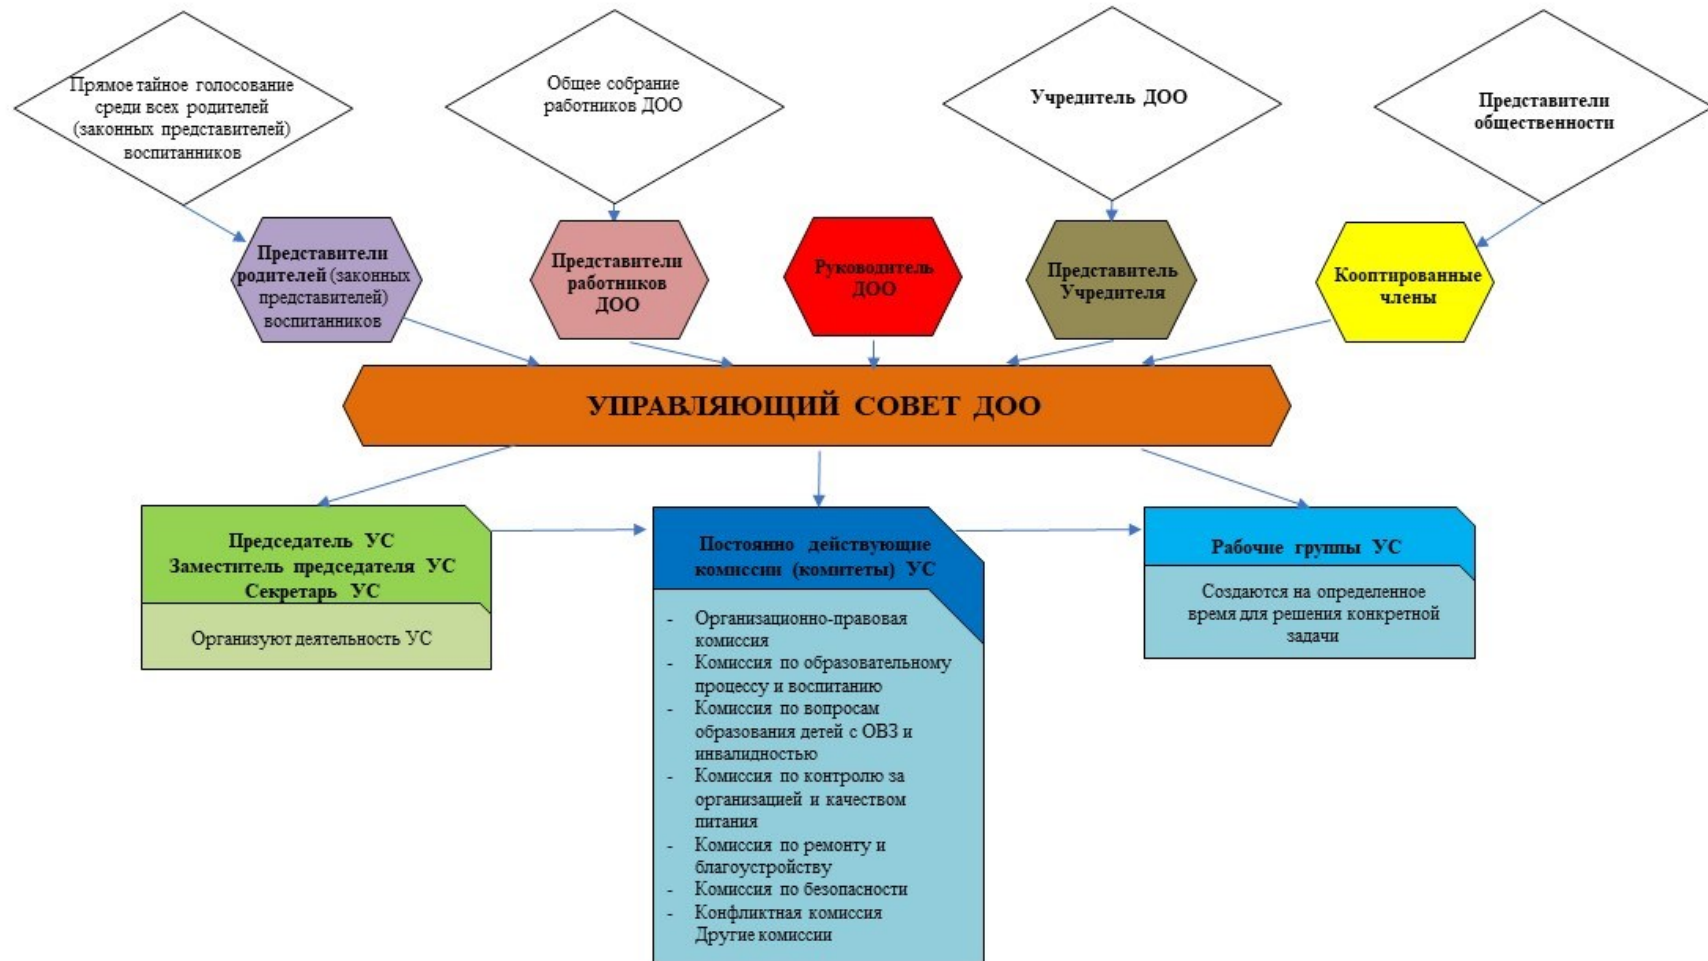 Прямое тайное голосование
среди всех родителей
(законных представителей)
воспитанников
Общее собрание
работников ДОО
Учредитель ДОО
Представители
общественности
Представители
родителей (законных
представителей)
воспитанников
Представители
работников
ДОО
Руководитель
ДОО
Представитель
Учредителя
Кооптированные
члены
УПРАВЛЯЮЩИЙ СОВЕТ ДОО
Председатель УС
Заместитель председателя УС
Секретарь УС
Организуют деятельность УС
Постоянно действующие
комиссии (комитеты) УС
- Организационно-правовая
комиссия
- Комиссия по образовательному
процессу и воспитанию
- Комиссия по вопросам
образования детей с ОВЗ и
инвалидностью
- Комиссия по контролю за
организацией и качеством
питания
- Комиссия по ремонту и
благоустройству
- Комиссия по безопасности
- Конфликтная комиссия
Другие комиссии
Рабочие группы УС
Создаются на определенное
время для решения конкретной
задачи